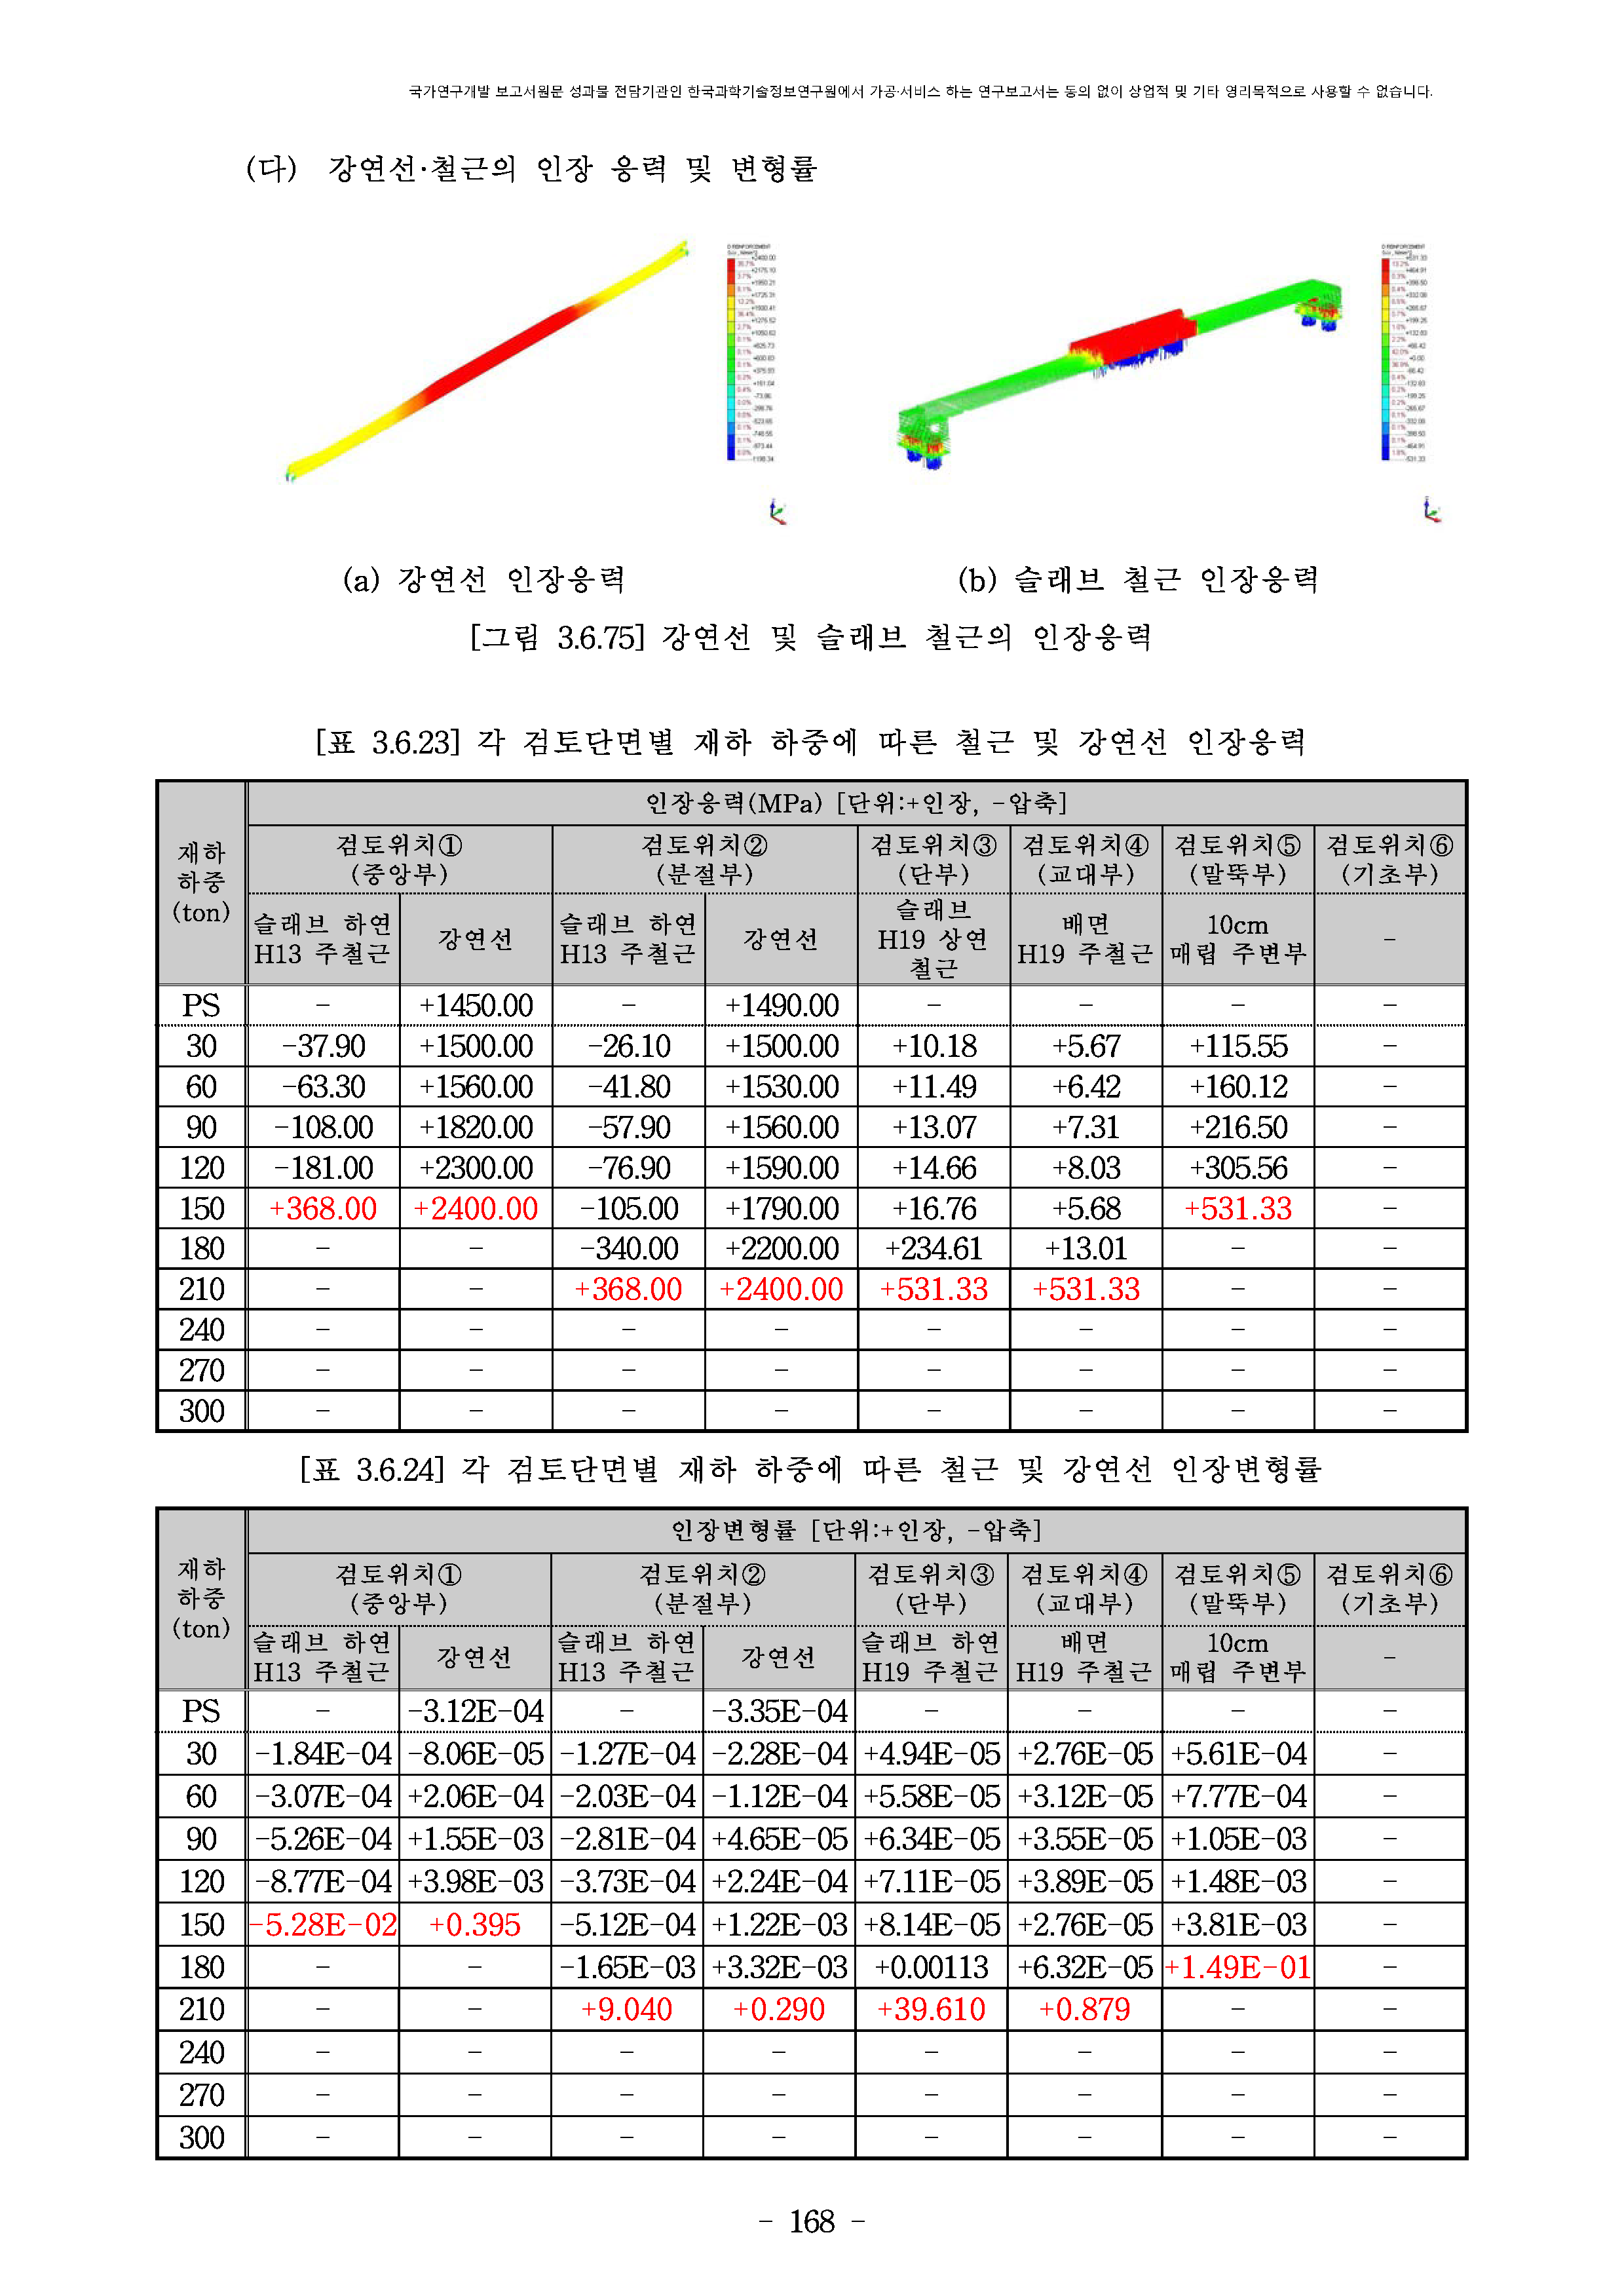 국가연구개발 보고서원문 성과물 전담기관인 한국과학기술정보연구원에서 가공·서비스 하는 연구보고서는 동의 없이 상업적 및 기타 영리목적으로 사용할 수 없습니다.
(다) 강연선·철근의 인장 응력 및 변형률
(a) 강연선 인장응력
(b) 슬래브 철근 인장응력
[그림 3.6.75] 강연선 및 슬래브 철근의 인장응력
[표 3.6.23] 각 검토단면별 재하 하중에 따른 철근 및 강연선 인장응력
재하 하중 (ton) 인장응력(MPa) [단위:+인장, -압축]
검토위치① (중앙부) 검토위치② (분절부) 검토위치③ (단부) 검토위치④ (교대부) 검토위치⑤ (말뚝부) 검토위치⑥ (기초부)
슬래브 하연 H13 주철근 강연선 슬래브 하연 H13 주철근 강연선 슬래브 H19 상연 철근 배면 H19 주철근 10cm 매립 주변부 -
PS - +1450.00 - +1490.00 - - - -
30 -37.90 +1500.00 -26.10 +1500.00 +10.18 +5.67 +115.55 -
60 -63.30 +1560.00 -41.80 +1530.00 +11.49 +6.42 +160.12 -
90 -108.00 +1820.00 -57.90 +1560.00 +13.07 +7.31 +216.50 -
120 -181.00 +2300.00 -76.90 +1590.00 +14.66 +8.03 +305.56 -
150 +368.00 +2400.00 -105.00 +1790.00 +16.76 +5.68 +531.33 -
180 - - -340.00 +2200.00 +234.61 +13.01 - -
210 - - +368.00 +2400.00 +531.33 +531.33 - -
240 - - - - - - - -
270 - - - - - - - -
300 - - - - - - - -
[표 3.6.24] 각 검토단면별 재하 하중에 따른 철근 및 강연선 인장변형률
재하 하중 (ton) 인장변형률 [단위:+인장, -압축]
검토위치① (중앙부) 검토위치② (분절부) 검토위치③ (단부) 검토위치④ (교대부) 검토위치⑤ (말뚝부) 검토위치⑥ (기초부)
슬래브 하연 H13 주철근 강연선 슬래브 하연 H13 주철근 강연선 슬래브 하연 H19 주철근 배면 H19 주철근 10cm 매립 주변부 -
PS - -3.12E-04 - -3.35E-04 - - - -
30 -1.84E-04 -8.06E-05 -1.27E-04 -2.28E-04 +4.94E-05 +2.76E-05 +5.61E-04 -
60 -3.07E-04 +2.06E-04 -2.03E-04 -1.12E-04 +5.58E-05 +3.12E-05 +7.77E-04 -
90 -5.26E-04 +1.55E-03 -2.81E-04 +4.65E-05 +6.34E-05 +3.55E-05 +1.05E-03 -
120 -8.77E-04 +3.98E-03 -3.73E-04 +2.24E-04 +7.11E-05 +3.89E-05 +1.48E-03 -
150 -5.28E-02 +0.395 -5.12E-04 +1.22E-03 +8.14E-05 +2.76E-05 +3.81E-03 -
180 - - -1.65E-03 +3.32E-03 +0.00113 +6.32E-05 +1.49E-01 -
210 - - +9.040 +0.290 +39.610 +0.879 - -
240 - - - - - - - -
270 - - - - - - - -
300 - - - - - - - -
- 168 -